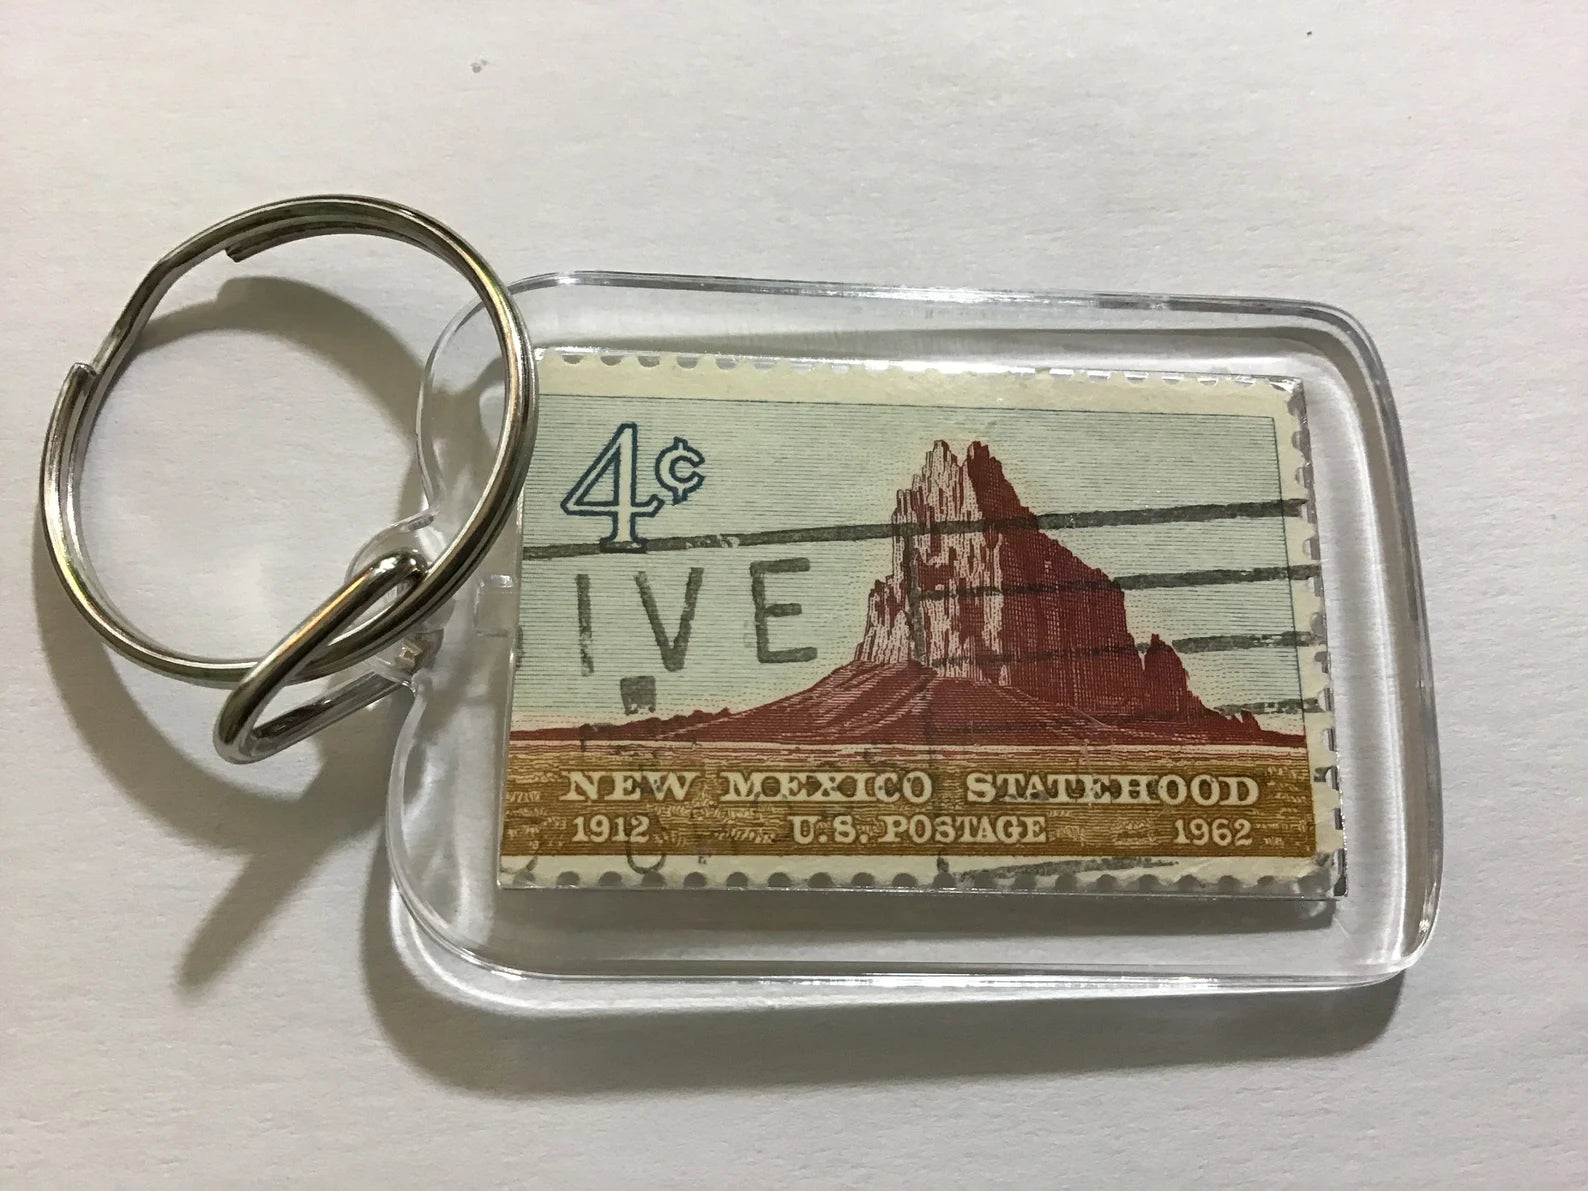 4¢
IVE
NEW MEXICO STATEHOOD
1912 U.S. POSTAGE 1962